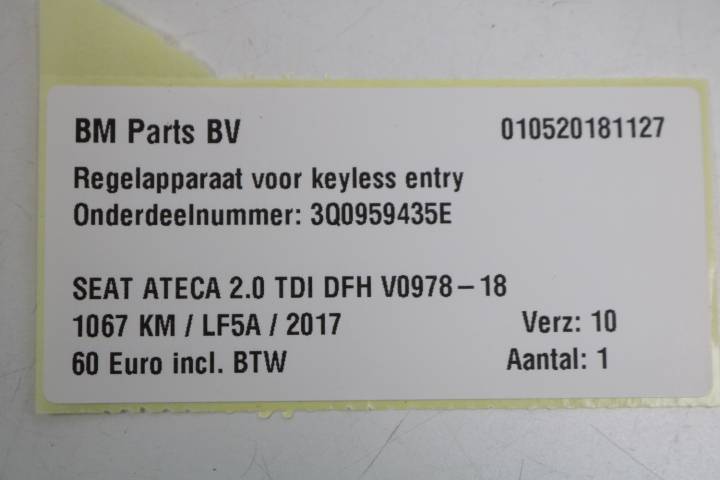 BM Parts BV 010520181127
Regelapparaat voor keyless entry
Onderdeelnummer: 3Q0959435E
SEAT ATECA 2.0 TDI DFH V0978-18
1067 KM / LF5A / 2017 Verz: 10
60 Euro incl. BTW Aantal: 1